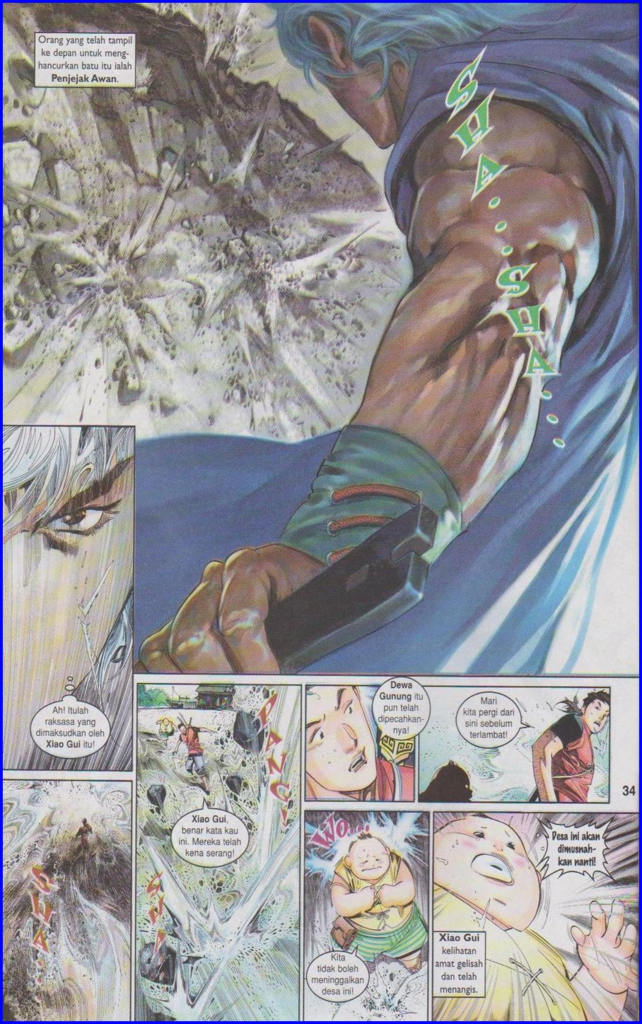 Orang yang telah tampil
ke depan untuk meng-
hancurkan batu itu ialah
Penjejak Awan.
SHA...
SHA...
Ah! Itulah
raksasa yang
dimaksudkan oleh
Xiao Gui itu!
SHA
PANG!
Xiao Gui,
benar kata kau
ini. Mereka telah
kena serang!
Dewa
Gunung itu
pun telah
dipecahkan-
nya!
Mari
kita pergi dari
sini sebelum
terlambat!
34
WO...
Kita
tidak boleh
meninggalkan
desa ini!
Desa ini akan
dimusnah-
kan nanti!
Xiao Gui
kelihatan
amat gelisah
dan telah
menangis.